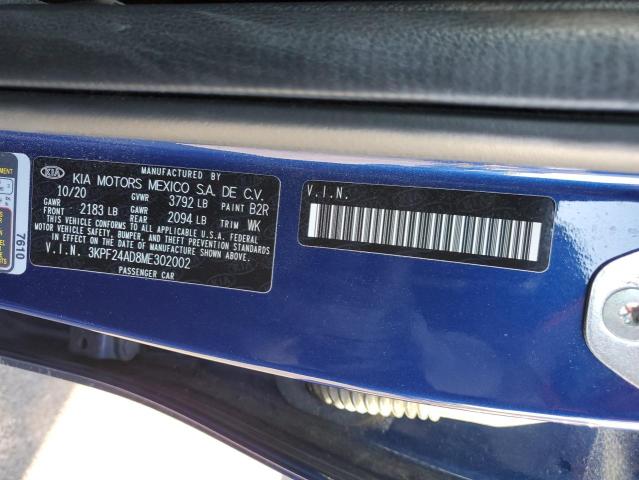 MANUFACTURED BY
KIA KIA MOTORS MEXICO S.A. DE C.V.
10/20 GVWR 3792 LB PAINT B2R
GAWR FRONT 2183 LB GAWR REAR 2094 LB TRIM WK
THIS VEHICLE CONFORMS TO ALL APPLICABLE U.S.A. FEDERAL
MOTOR VEHICLE SAFETY, BUMPER, AND THEFT PREVENTION
STANDARDS IN EFFECT ON THE DATE OF MANUFACTURE SHOWN ABOVE.
V.I.N. 3KPF24AD8ME302002
PASSENGER CAR
V.I.N.
7610